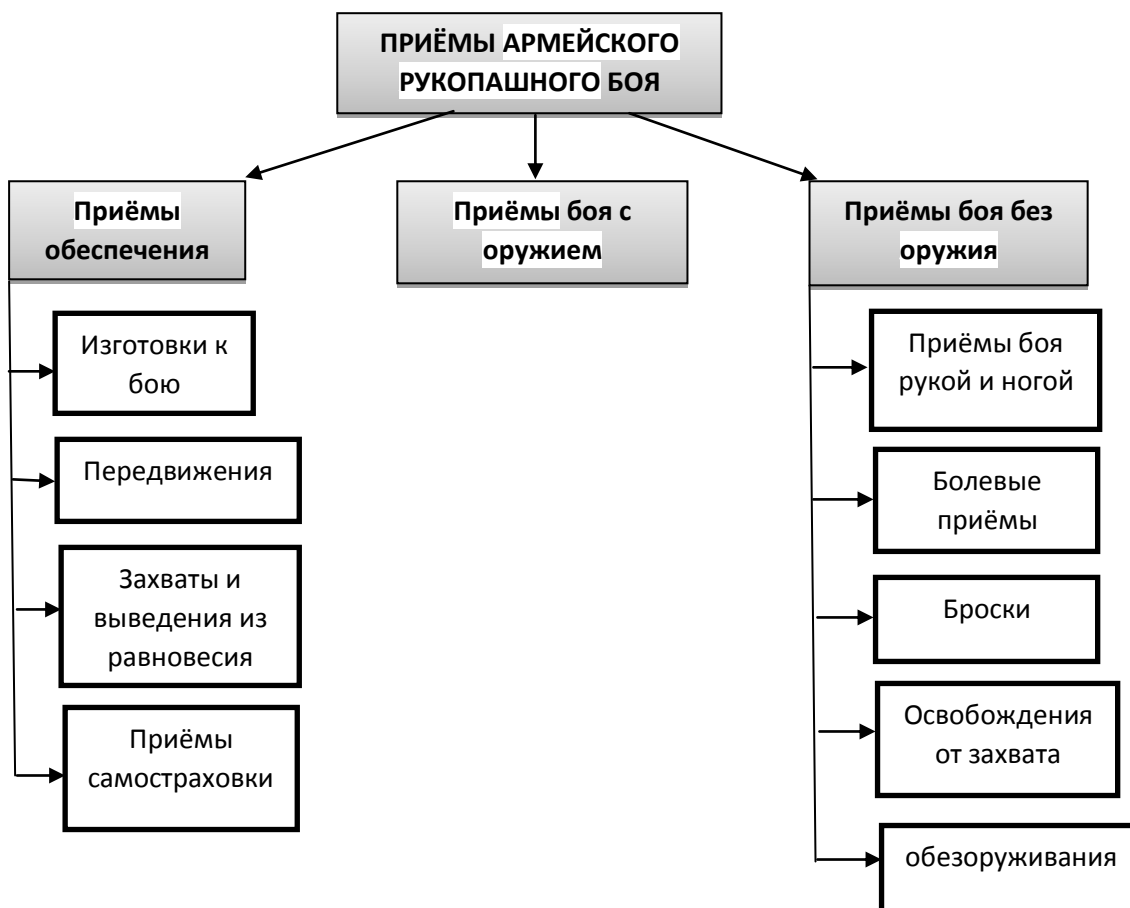 ПРИЁМЫ АРМЕЙСКОГО
РУКОПАШНОГО БОЯ
Приёмы
обеспечения
Изготовки к
бою
Передвижения
Захваты и
выведения из
равновесия
Приёмы
самостраховки
Приёмы боя с
оружием
Приёмы боя без
оружия
Приёмы боя
рукой и ногой
Болевые
приёмы
Броски
Освобождения
от захвата
обезоруживания